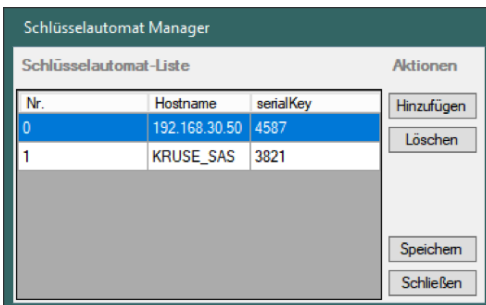 Schlüsselautomat Manager
Schlüsselautomat-Liste
Aktionen
Nr. Hostname serialKey
0 192.168.30.50 4587
1 KRUSE_SAS 3821
Hinzufügen
Löschen
Speichern
Schließen